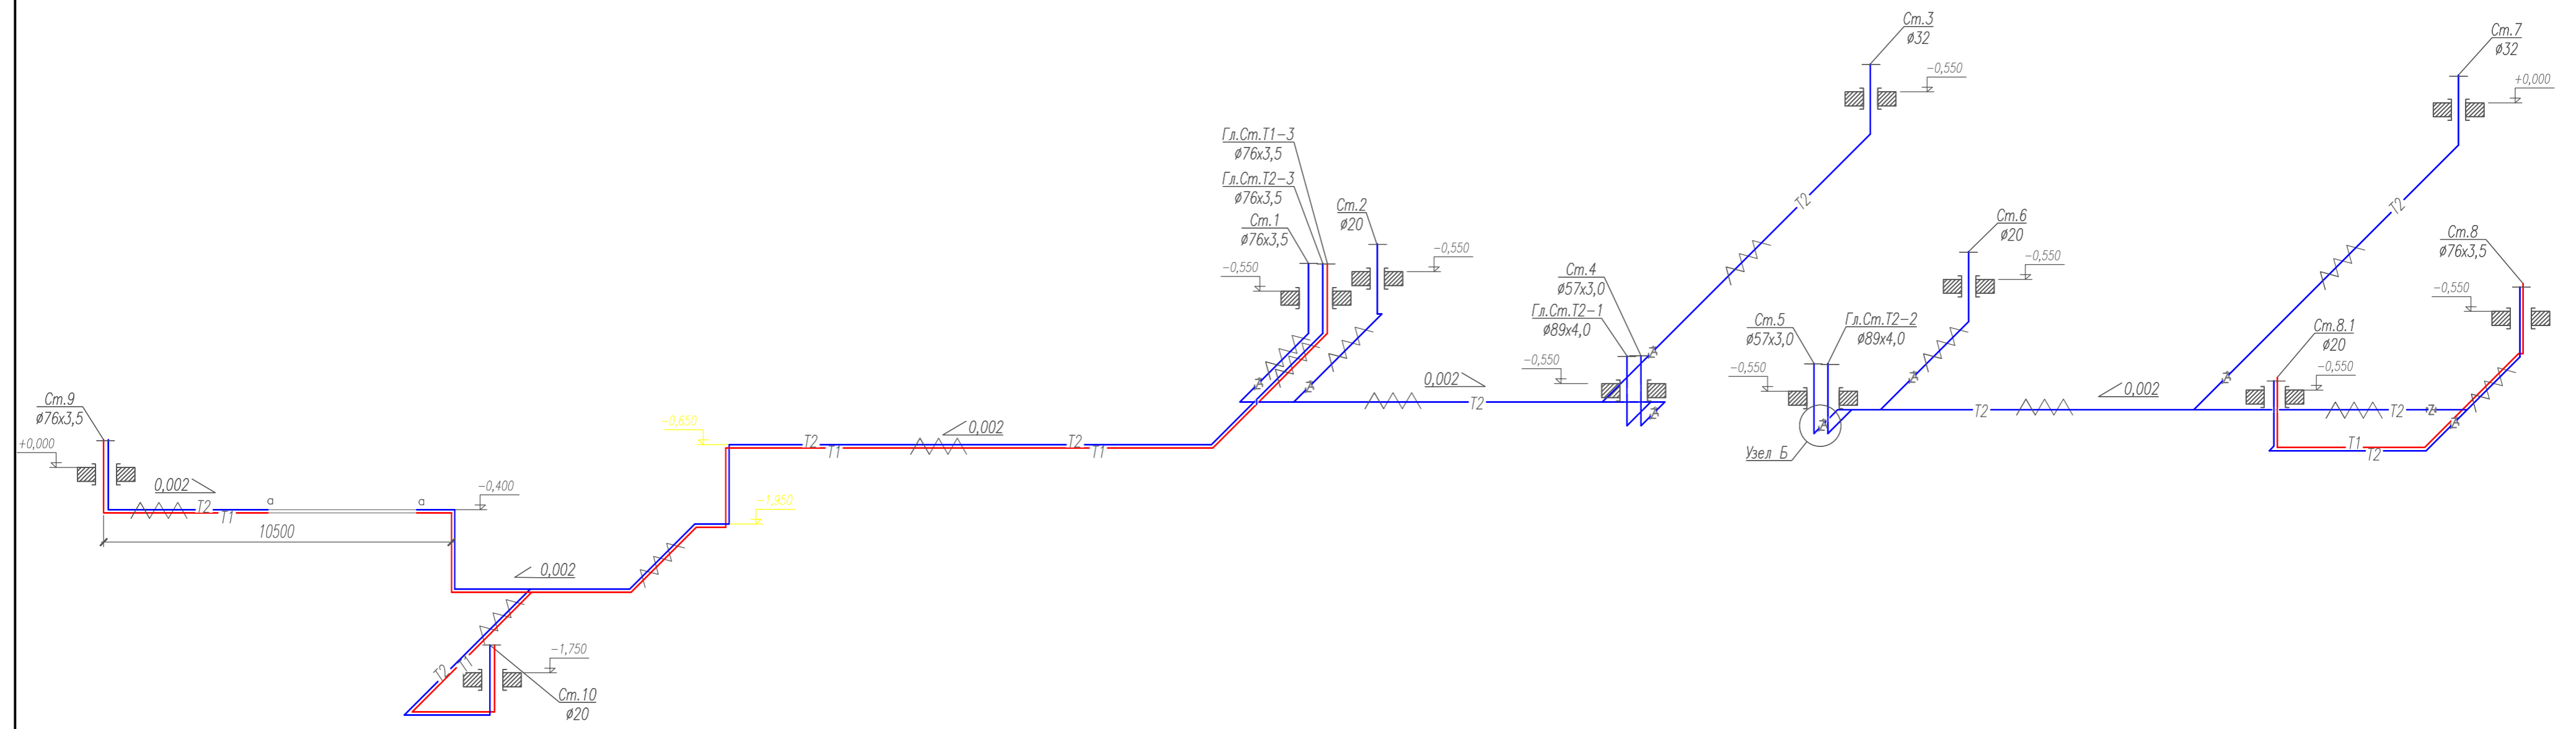 Ст.9
ø76х3,5
+0,000
0,002
Т2
Т1
а
а
-0,400
10500
0,002
Т2
Т1
-1,750
Ст.10
ø20
-0,650
-1,950
Т2
Т1
0,002
Т2
Т1
Гл.Ст.Т1-3
ø76х3,5
Гл.Ст.Т2-3
ø76х3,5
Ст.1
ø76х3,5
-0,550
Ст.2
ø20
-0,550
0,002
Т2
Ст.3
ø32
-0,550
Т2
Ст.4
ø57х3,0
Гл.Ст.Т2-1
ø89х4,0
-0,550
Ст.5
ø57х3,0
Гл.Ст.Т2-2
ø89х4,0
-0,550
Узел Б
Ст.6
ø20
-0,550
Т2
0,002
Ст.7
ø32
+0,000
Т2
Ст.8
ø76х3,5
-0,550
Ст.8.1
ø20
-0,550
Т2
Т1
Т2